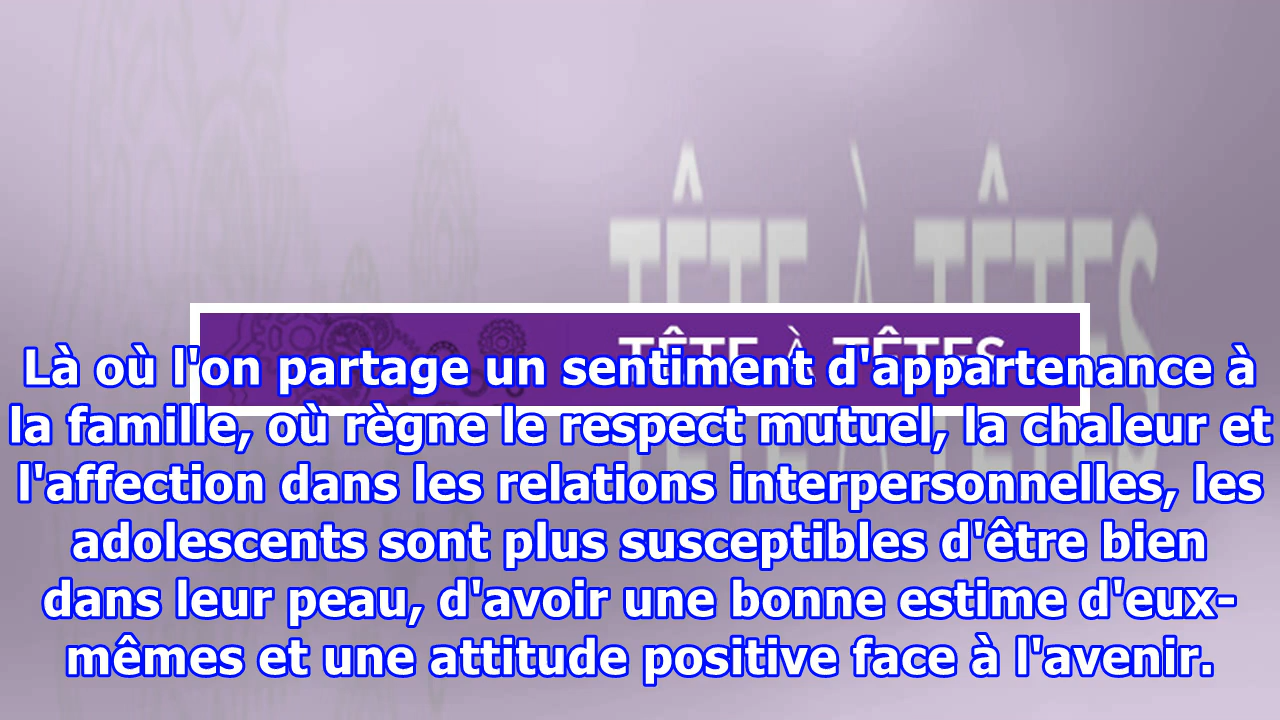 TÊTE À TÊTES
TÊTE À TÊTES
Là où l'on partage un sentiment d'appartenance à
la famille, où règne le respect mutuel, la chaleur et
l'affection dans les relations interpersonnelles, les
adolescents sont plus susceptibles d'être bien
dans leur peau, d'avoir une bonne estime d'eux-
mêmes et une attitude positive face à l'avenir.